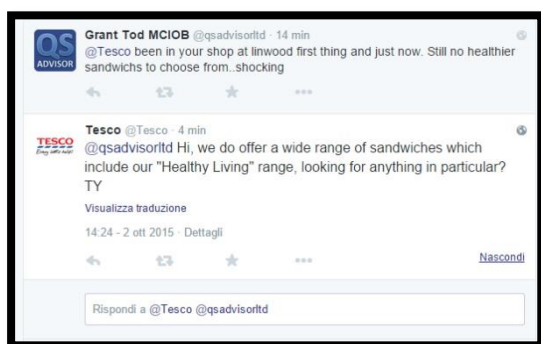 QS
ADVISOR
Grant Tod MCIOB @qsadvisorltd · 14 min
@Tesco been in your shop at linwood first thing and just now. Still no healthier
sandwichs to choose from..shocking
TESCO
Every little helps
Tesco @Tesco · 4 min
@qsadvisorltd Hi, we do offer a wide range of sandwiches which
include our "Healthy Living" range, looking for anything in particular?
TY
Visualizza traduzione
14:24 - 2 ott 2015 · Dettagli
Nascondi
Rispondi a @Tesco @qsadvisorltd